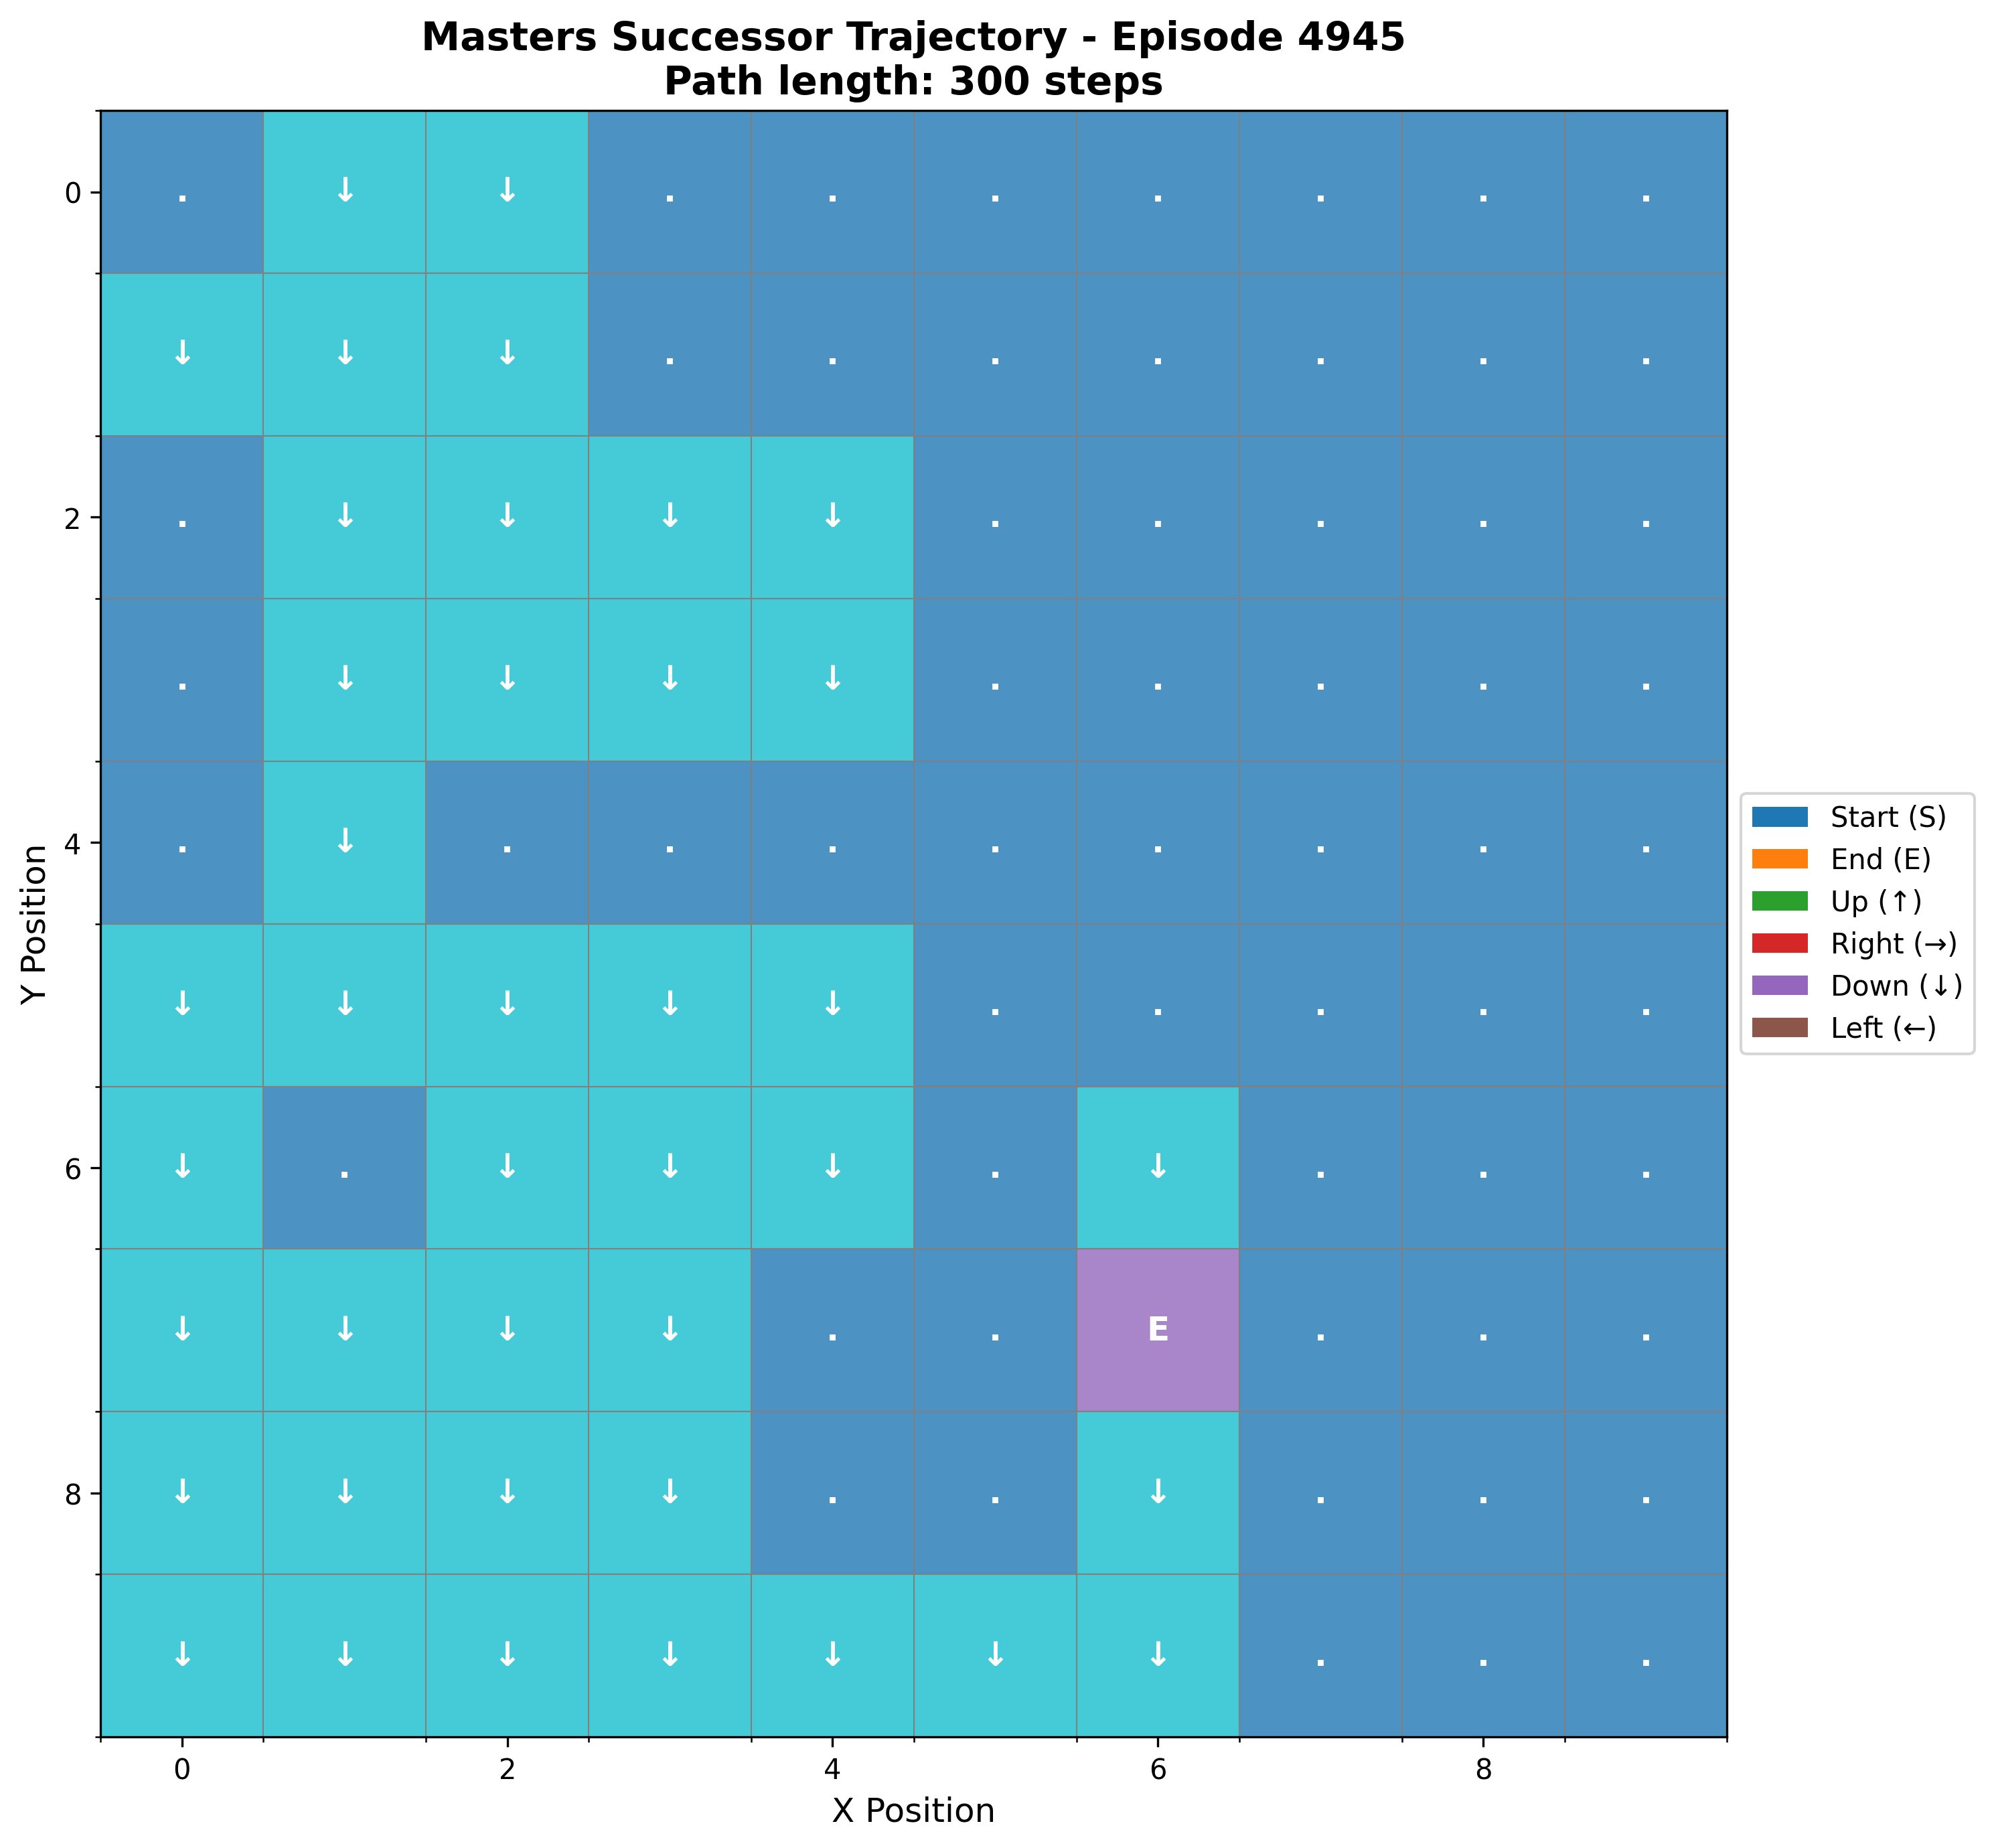 Masters Successor Trajectory - Episode 4945
Path length: 300 steps
0 . ↓ ↓ . . . . . . .
↓ ↓ ↓ . . . . . . .
2 . ↓ ↓ ↓ ↓ . . . . .
. ↓ ↓ ↓ ↓ . . . . .
4 . ↓ . . . . . . . .
↓ ↓ ↓ ↓ ↓ . . . . .
6 ↓ . ↓ ↓ ↓ . ↓ . . .
↓ ↓ ↓ ↓ . . E . . .
8 ↓ ↓ ↓ ↓ . . ↓ . . .
↓ ↓ ↓ ↓ ↓ ↓ ↓ . . .
0 2 4 6 8
X Position
Y Position
Start (S)
End (E)
Up (↑)
Right (→)
Down (↓)
Left (←)